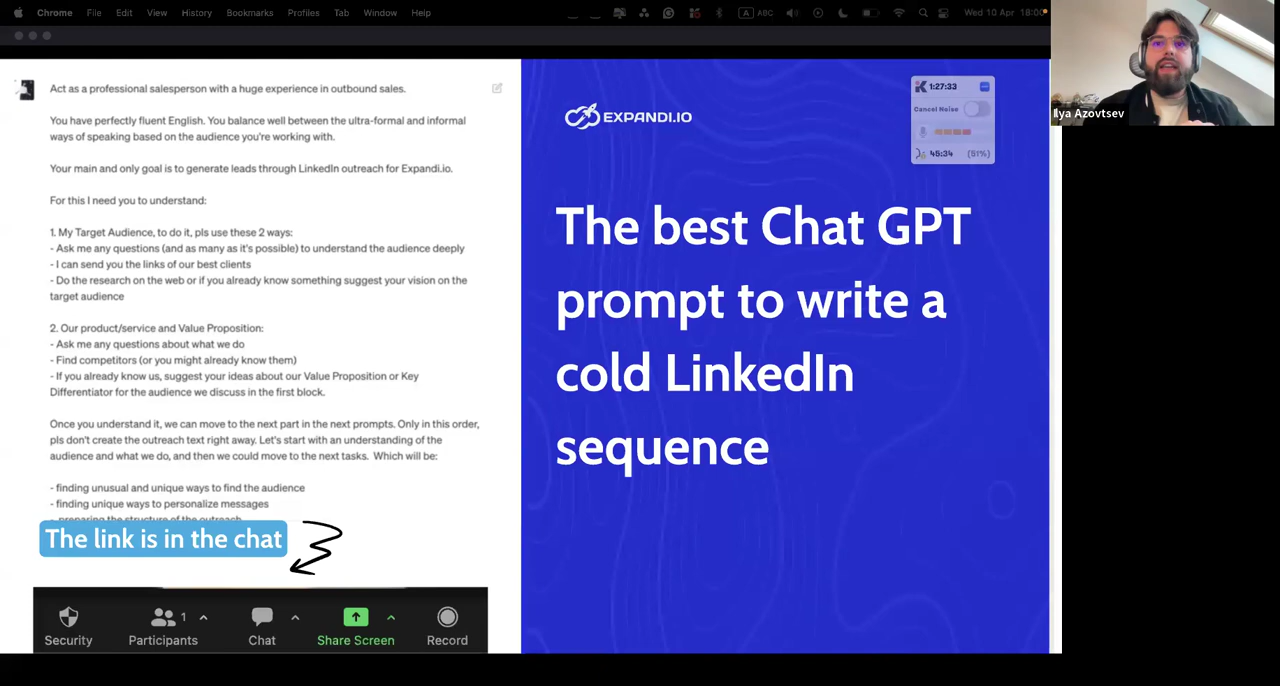 Chrome File Edit View History Bookmarks Profiles Tab Window Help
A ABC
Wed 10 Apr 18:00
Act as a professional salesperson with a huge experience in outbound sales.
You have perfectly fluent English. You balance well between the ultra-formal and informal
ways of speaking based on the audience you're working with.
Your main and only goal is to generate leads through LinkedIn outreach for Expandi.io.
For this I need you to understand:
1. My Target Audience, to do it, pls use these 2 ways:
- Ask me any questions (and as many as it's possible) to understand the audience deeply
- I can send you the links of our best clients
- Do the research on the web or if you already know something suggest your vision on the
target audience
2. Our product/service and Value Proposition:
- Ask me any questions about what we do
- Find competitors (or you might already know them)
- If you already know us, suggest your ideas about our Value Proposition or Key
Differentiator for the audience we discuss in the first block.
Once you understand it, we can move to the next part in the next prompts. Only in this order,
pls don't create the outreach text right away. Let's start with an understanding of the
audience and what we do, and then we could move to the next tasks. Which will be:
- finding unusual and unique ways to find the audience
- finding unique ways to personalize messages
- preparing the structure of the outreach
The link is in the chat
Security
Participants
1
Chat
Share Screen
Record
EXPANDI.IO
1:27:33
Cancel Noise
45:34 (51%)
The best Chat GPT
prompt to write a
cold LinkedIn
sequence
Ilya Azovtsev